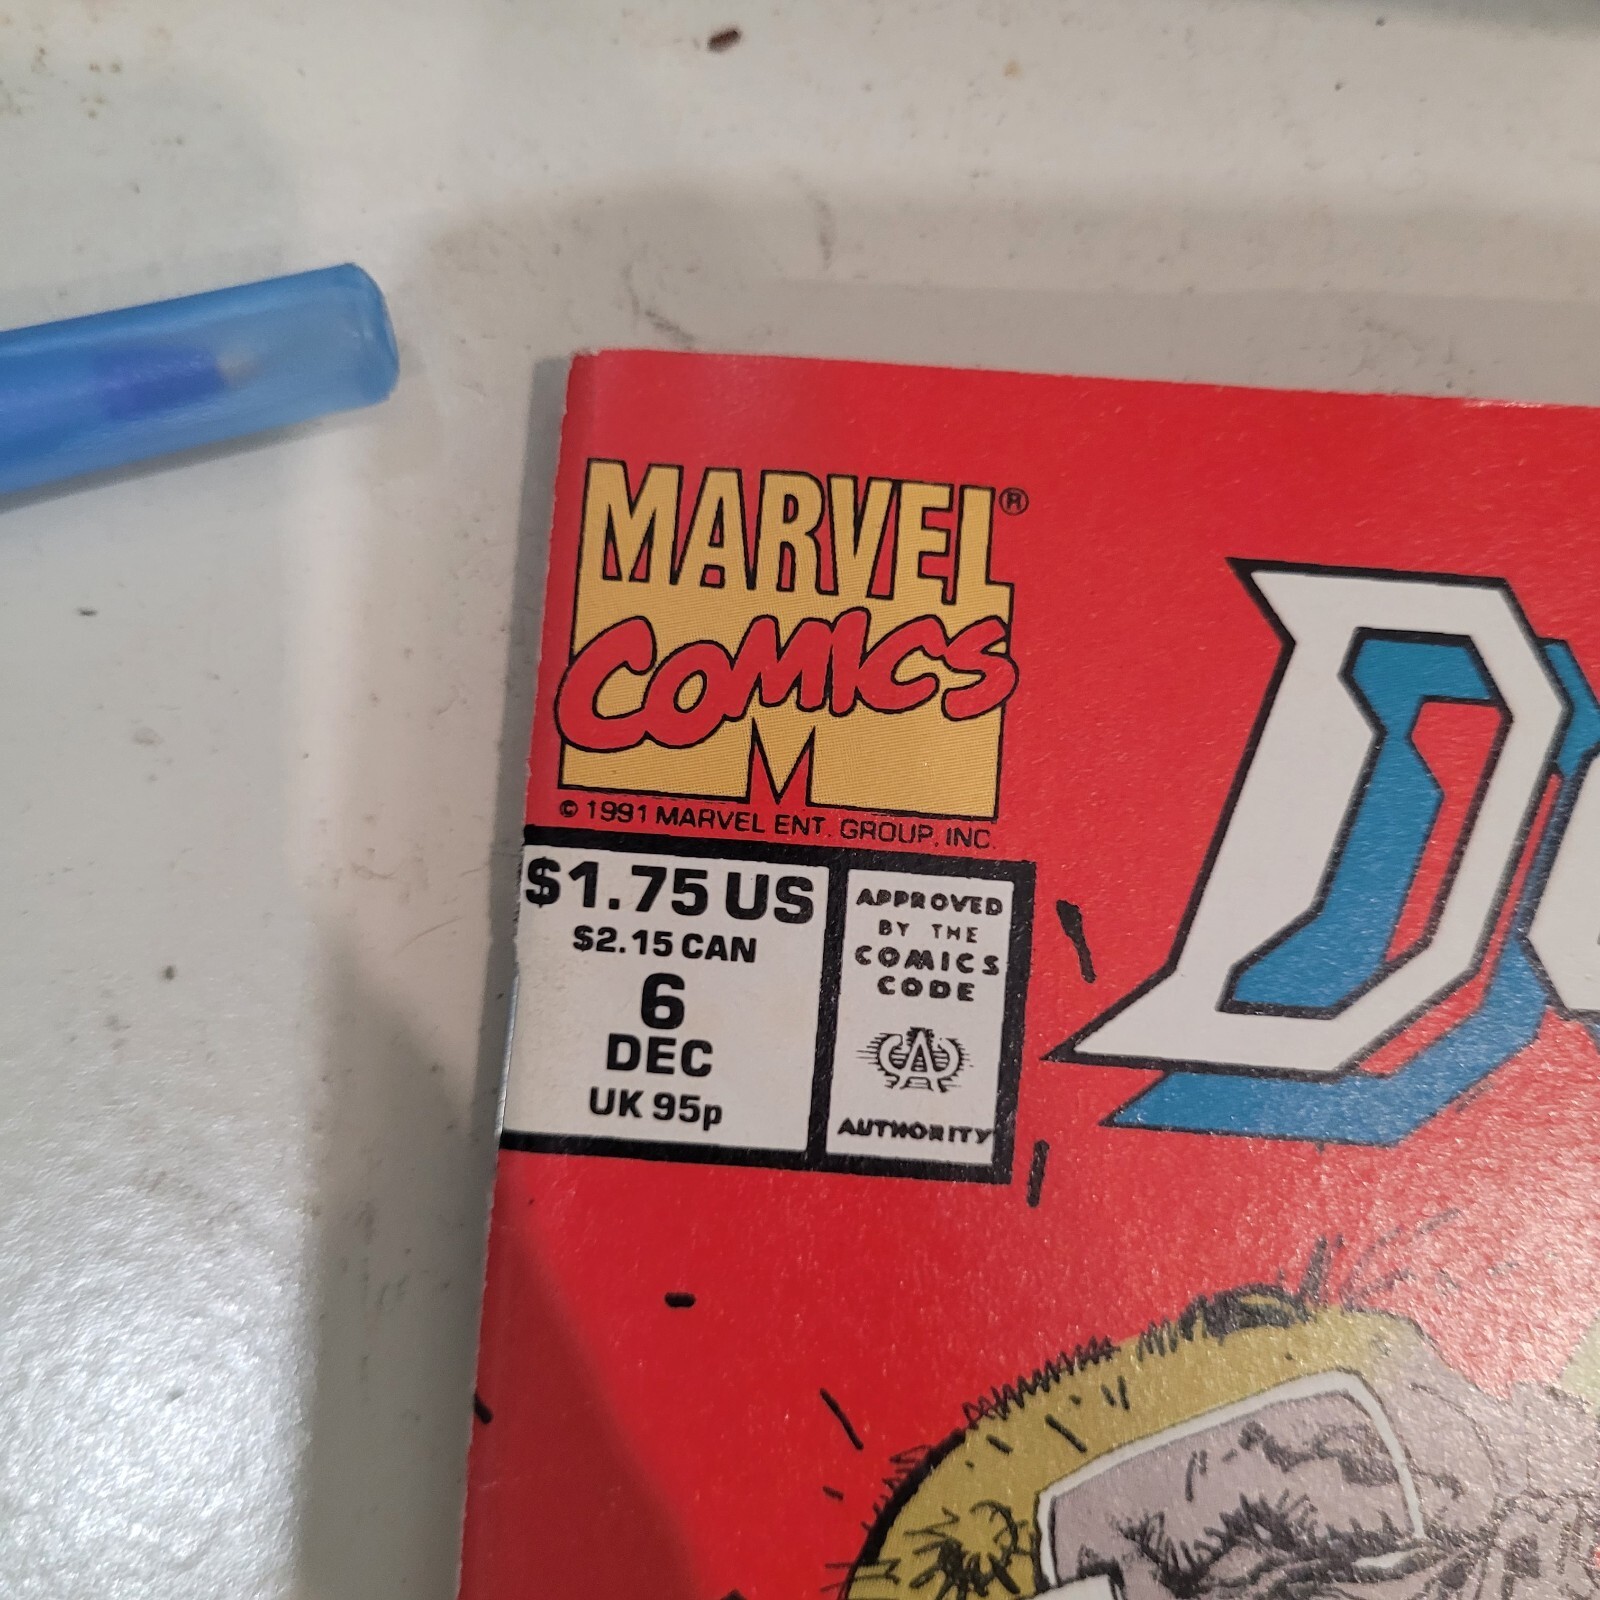 MARVEL®
COMICS
M
© 1991 MARVEL ENT. GROUP, INC.
$1.75 US
$2.15 CAN
6
DEC
UK 95p
APPROVED
BY THE
COMICS
CODE
CA
AUTHORITY
D